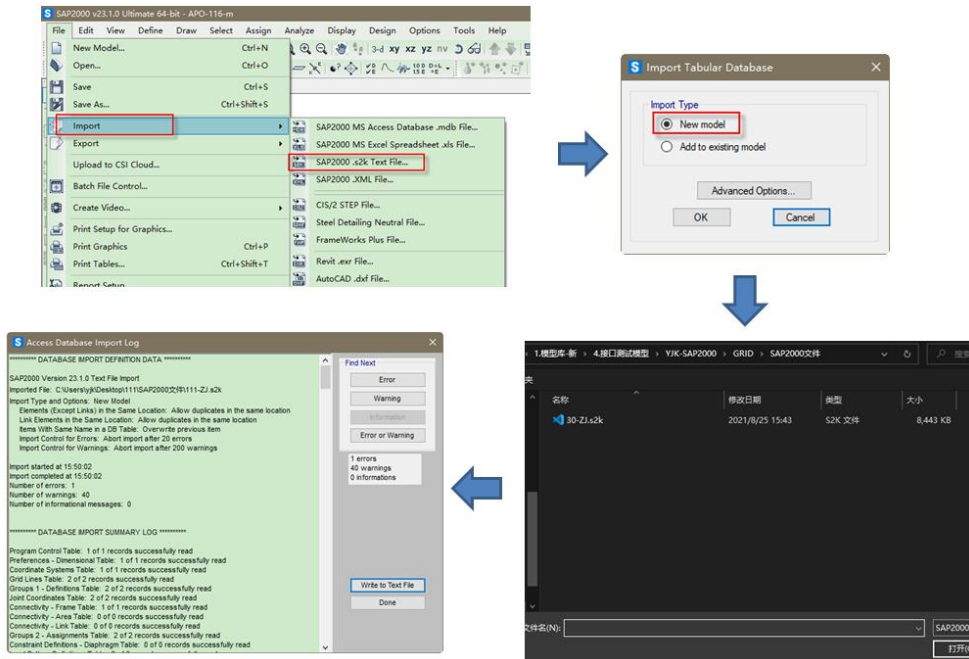 SAP2000 v23.1.0 Ultimate 64-bit - APO-116-m
File Edit View Define Draw Select Assign Analyze Display Design Options Tools Help
New Model... Ctrl+N
3-d xy xz yz nv
Open... Ctrl+O
Save Ctrl+S
Save As... Ctrl+Shift+S
Import
Export
Upload to CSI Cloud...
Batch File Control...
Create Video...
Print Setup for Graphics...
Print Graphics Ctrl+P
Print Tables... Ctrl+Shift+T
Report Setup
SAP2000 MS Access Database .mdb File...
SAP2000 MS Excel Spreadsheet .xls File...
SAP2000 .s2k Text File...
SAP2000 .XML File...
CIS/2 STEP File...
Steel Detailing Neutral File...
FrameWorks Plus File...
Revit .exr File...
AutoCAD .dxf File...
Import Tabular Database
Import Type
New model
Add to existing model
Advanced Options...
OK Cancel
Access Database Import Log
********** DATABASE IMPORT DEFINITION DATA **********
SAP2000 Version 23.1.0 Text File Import
Imported File: C:\Users\yjk\Desktop\111\SAP2000文件\111-ZJ.s2k
Import Type and Options: New Model
Elements (Except Links) in the Same Location: Allow duplicates in the same location
Link Elements in the Same Location: Allow duplicates in the same location
Items With Same Name in a DB Table: Overwrite previous item
Import Control for Errors: Abort import after 20 errors
Import Control for Warnings: Abort import after 200 warnings
Import started at 15:50:02
Import completed at 15:50:02
Number of errors: 1
Number of warnings: 40
Number of informational messages: 0
********** DATABASE IMPORT SUMMARY LOG **********
Program Control Table: 1 of 1 records successfully read
Preferences - Dimensional Table: 1 of 1 records successfully read
Coordinate Systems Table: 1 of 1 records successfully read
Grid Lines Table: 2 of 2 records successfully read
Groups 1 - Definitions Table: 2 of 2 records successfully read
Joint Coordinates Table: 2 of 2 records successfully read
Connectivity - Frame Table: 1 of 1 records successfully read
Connectivity - Area Table: 0 of 0 records successfully read
Connectivity - Link Table: 0 of 0 records successfully read
Groups 2 - Assignments Table: 2 of 2 records successfully read
Constraint Definitions - Diaphragm Table: 0 of 0 records successfully read
Find Next
Error
Warning
Information
Error or Warning
1 errors
40 warnings
0 informations
Write to Text File
Done
1.模型库-新 › 4.接口测试模型 › YJK-SAP2000 › GRID › SAP2000文件
夹
名称 修改日期 类型 大小
30-ZJ.s2k 2021/8/25 15:43 S2K 文件 8,443 KB
文件名(N): SAP2000
打开(